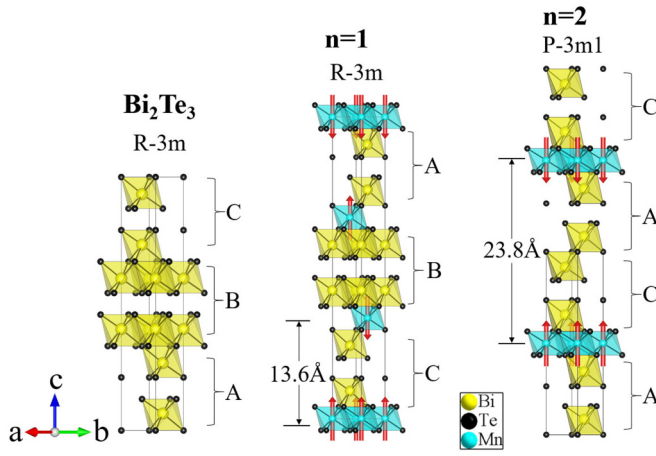 Bi₂Te₃
R-3m
C
B
A
n=1
R-3m
A
B
C
13.6Å
n=2
P-3m1
C
A
C
A
23.8Å
c
a
b
Bi
Te
Mn